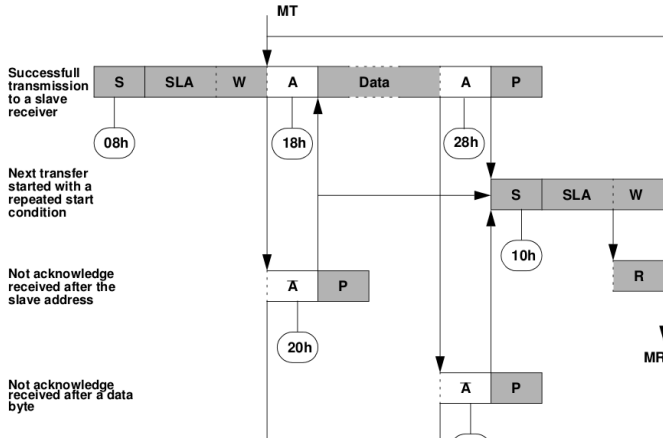 MT
Successfull
transmission
to a slave
receiver
S SLA W A Data A P
08h 18h 28h
Next transfer
started with a
repeated start
condition
S SLA W
10h
Not acknowledge
received after the
slave address
A P
R
20h
MR
Not acknowledge
received after a data
byte
A P